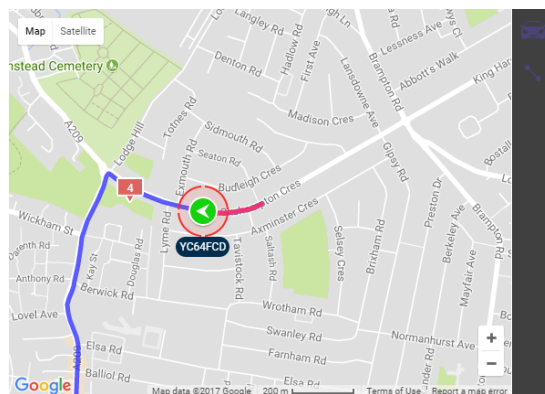 Map Satellite
Langley Rd
Hadlow Rd
First Ave
Lessness Ave
Brampton Rd
Abbott's Walk
King Har
Denton Rd
Lansdowne Ave
nstead Cemetery
Madison Cres
A209
Lodge Hill
Totnes Rd
Sidmouth Rd
Seaton Rd
Gipsy Rd
Bostall
Exmouth Rd
Budleigh Cres
4
Preston Dr
Axminster Cres
YC64FCD
Wickham St
Lyme Rd
Tavistock Rd
Saltash Rd
Selsey Cres
Brixham Rd
Berkeley Ave
Mayfair Ave
Brampton Rd
Darenth Rd
Kay St
Douglas Rd
Anthony Rd
Berwick Rd
Lovel Ave
Wrotham Rd
Swanley Rd
Normanhurst Ave
Farnham Rd
A209
Elsa Rd
Elsa Rd
Balliol Rd
+
−
Google
Map data ©2017 Google 200 m Terms of Use Report a map error